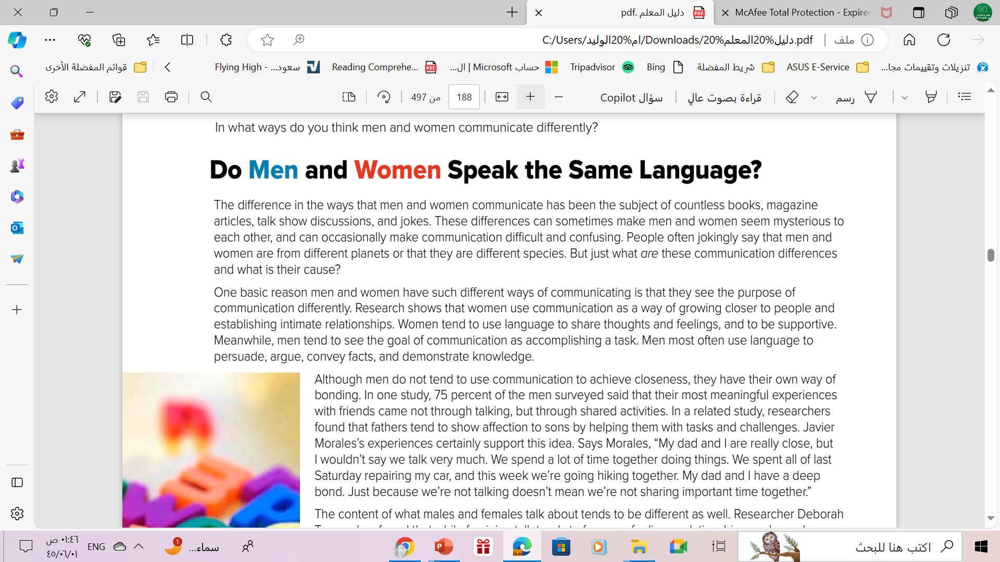 دليل المعلم .pdf
McAfee Total Protection - Expired
C:/Users/ام%20الوليد/Downloads/دليل%20المعلم%20.pdf
ملف
قوائم المفضلة الأخرى
Flying High - ...سعود
Reading Comprehe...
حساب Microsoft | ال...
Tripadvisor
Bing
شريط المفضلة
ASUS E-Service
تنزيلات وتقييمات مجا...
من 497
188
سؤال Copilot
قراءة بصوت عالٍ
رسم
In what ways do you think men and women communicate differently?
Do Men and Women Speak the Same Language?
The difference in the ways that men and women communicate has been the subject of countless books, magazine
articles, talk show discussions, and jokes. These differences can sometimes make men and women seem mysterious to
each other, and can occasionally make communication difficult and confusing. People often jokingly say that men and
women are from different planets or that they are different species. But just what are these communication differences
and what is their cause?
One basic reason men and women have such different ways of communicating is that they see the purpose of
communication differently. Research shows that women use communication as a way of growing closer to people and
establishing intimate relationships. Women tend to use language to share thoughts and feelings, and to be supportive.
Meanwhile, men tend to see the goal of communication as accomplishing a task. Men most often use language to
persuade, argue, convey facts, and demonstrate knowledge.
Although men do not tend to use communication to achieve closeness, they have their own way of
bonding. In one study, 75 percent of the men surveyed said that their most meaningful experiences
with friends came not through talking, but through shared activities. In a related study, researchers
found that fathers tend to show affection to sons by helping them with tasks and challenges. Javier
Morales’s experiences certainly support this idea. Says Morales, “My dad and I are really close, but
I wouldn’t say we talk very much. We spend a lot of time together doing things. We spent all of last
Saturday repairing my car, and this week we’re going hiking together. My dad and I have a deep
bond. Just because we’re not talking doesn’t mean we’re not sharing important time together.”
The content of what males and females talk about tends to be different as well. Researcher Deborah
٠١:٤٦ ص
٤٥/٠٦/٠١
ENG
1
سماء...
اكتب هنا للبحث